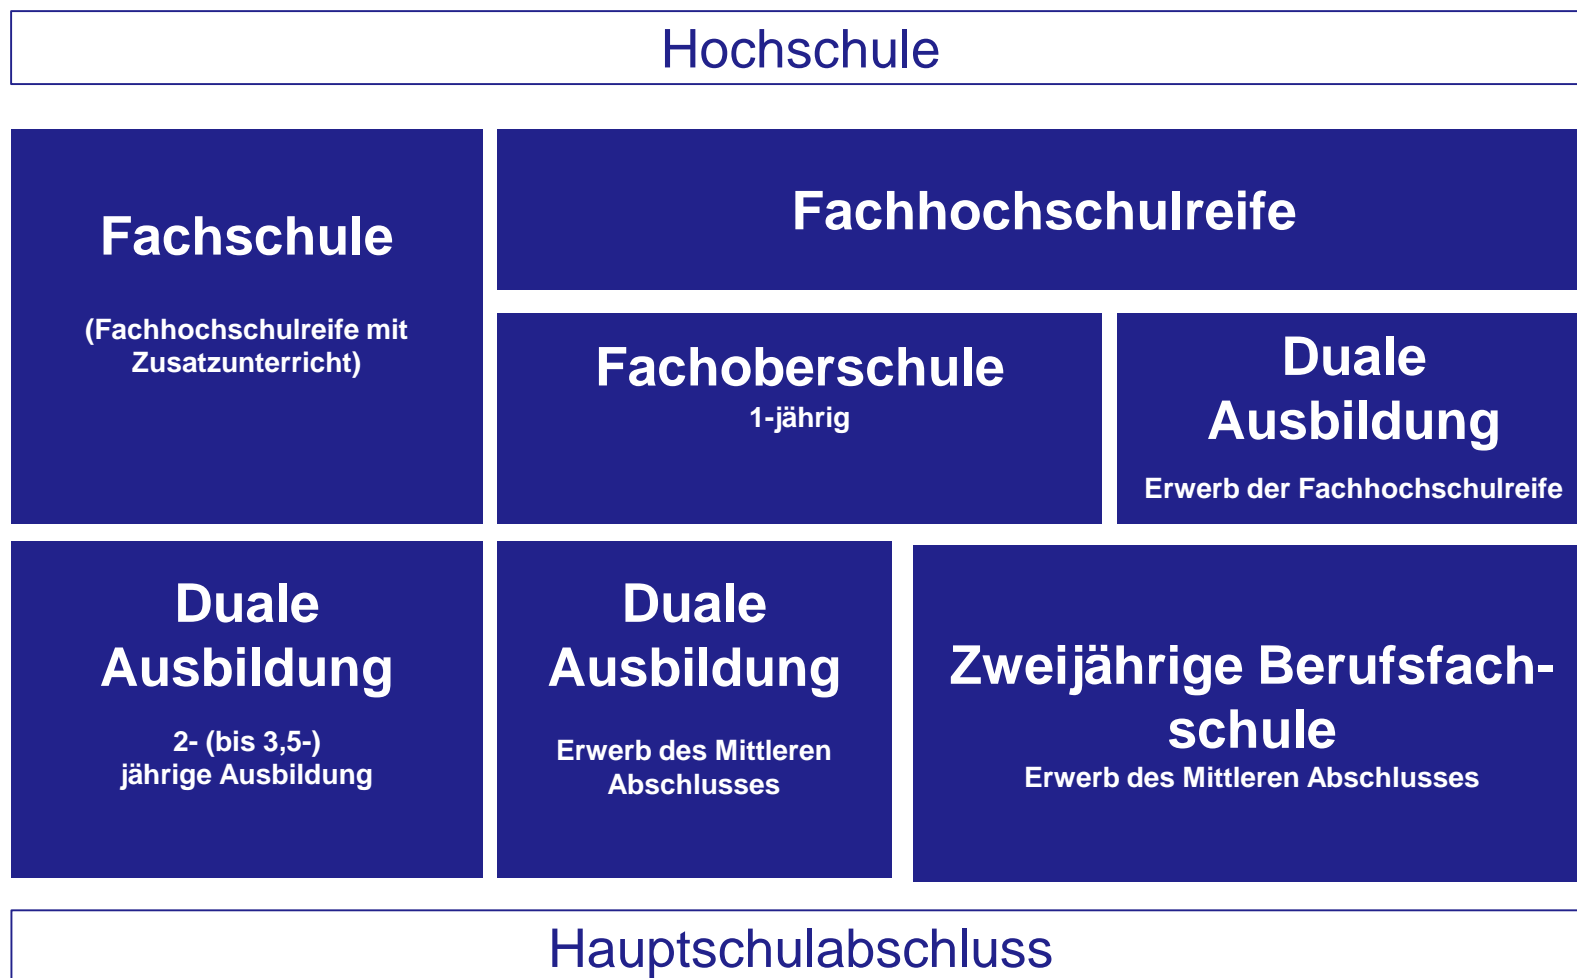 Hochschule
Fachschule
(Fachhochschulreife mit
Zusatzunterricht)
Fachhochschulreife
Fachoberschule
1-jährig
Duale
Ausbildung
Erwerb der Fachhochschulreife
Duale
Ausbildung
2- (bis 3,5-)
jährige Ausbildung
Duale
Ausbildung
Erwerb des Mittleren
Abschlusses
Zweijährige Berufsfach-
schule
Erwerb des Mittleren Abschlusses
Hauptschulabschluss